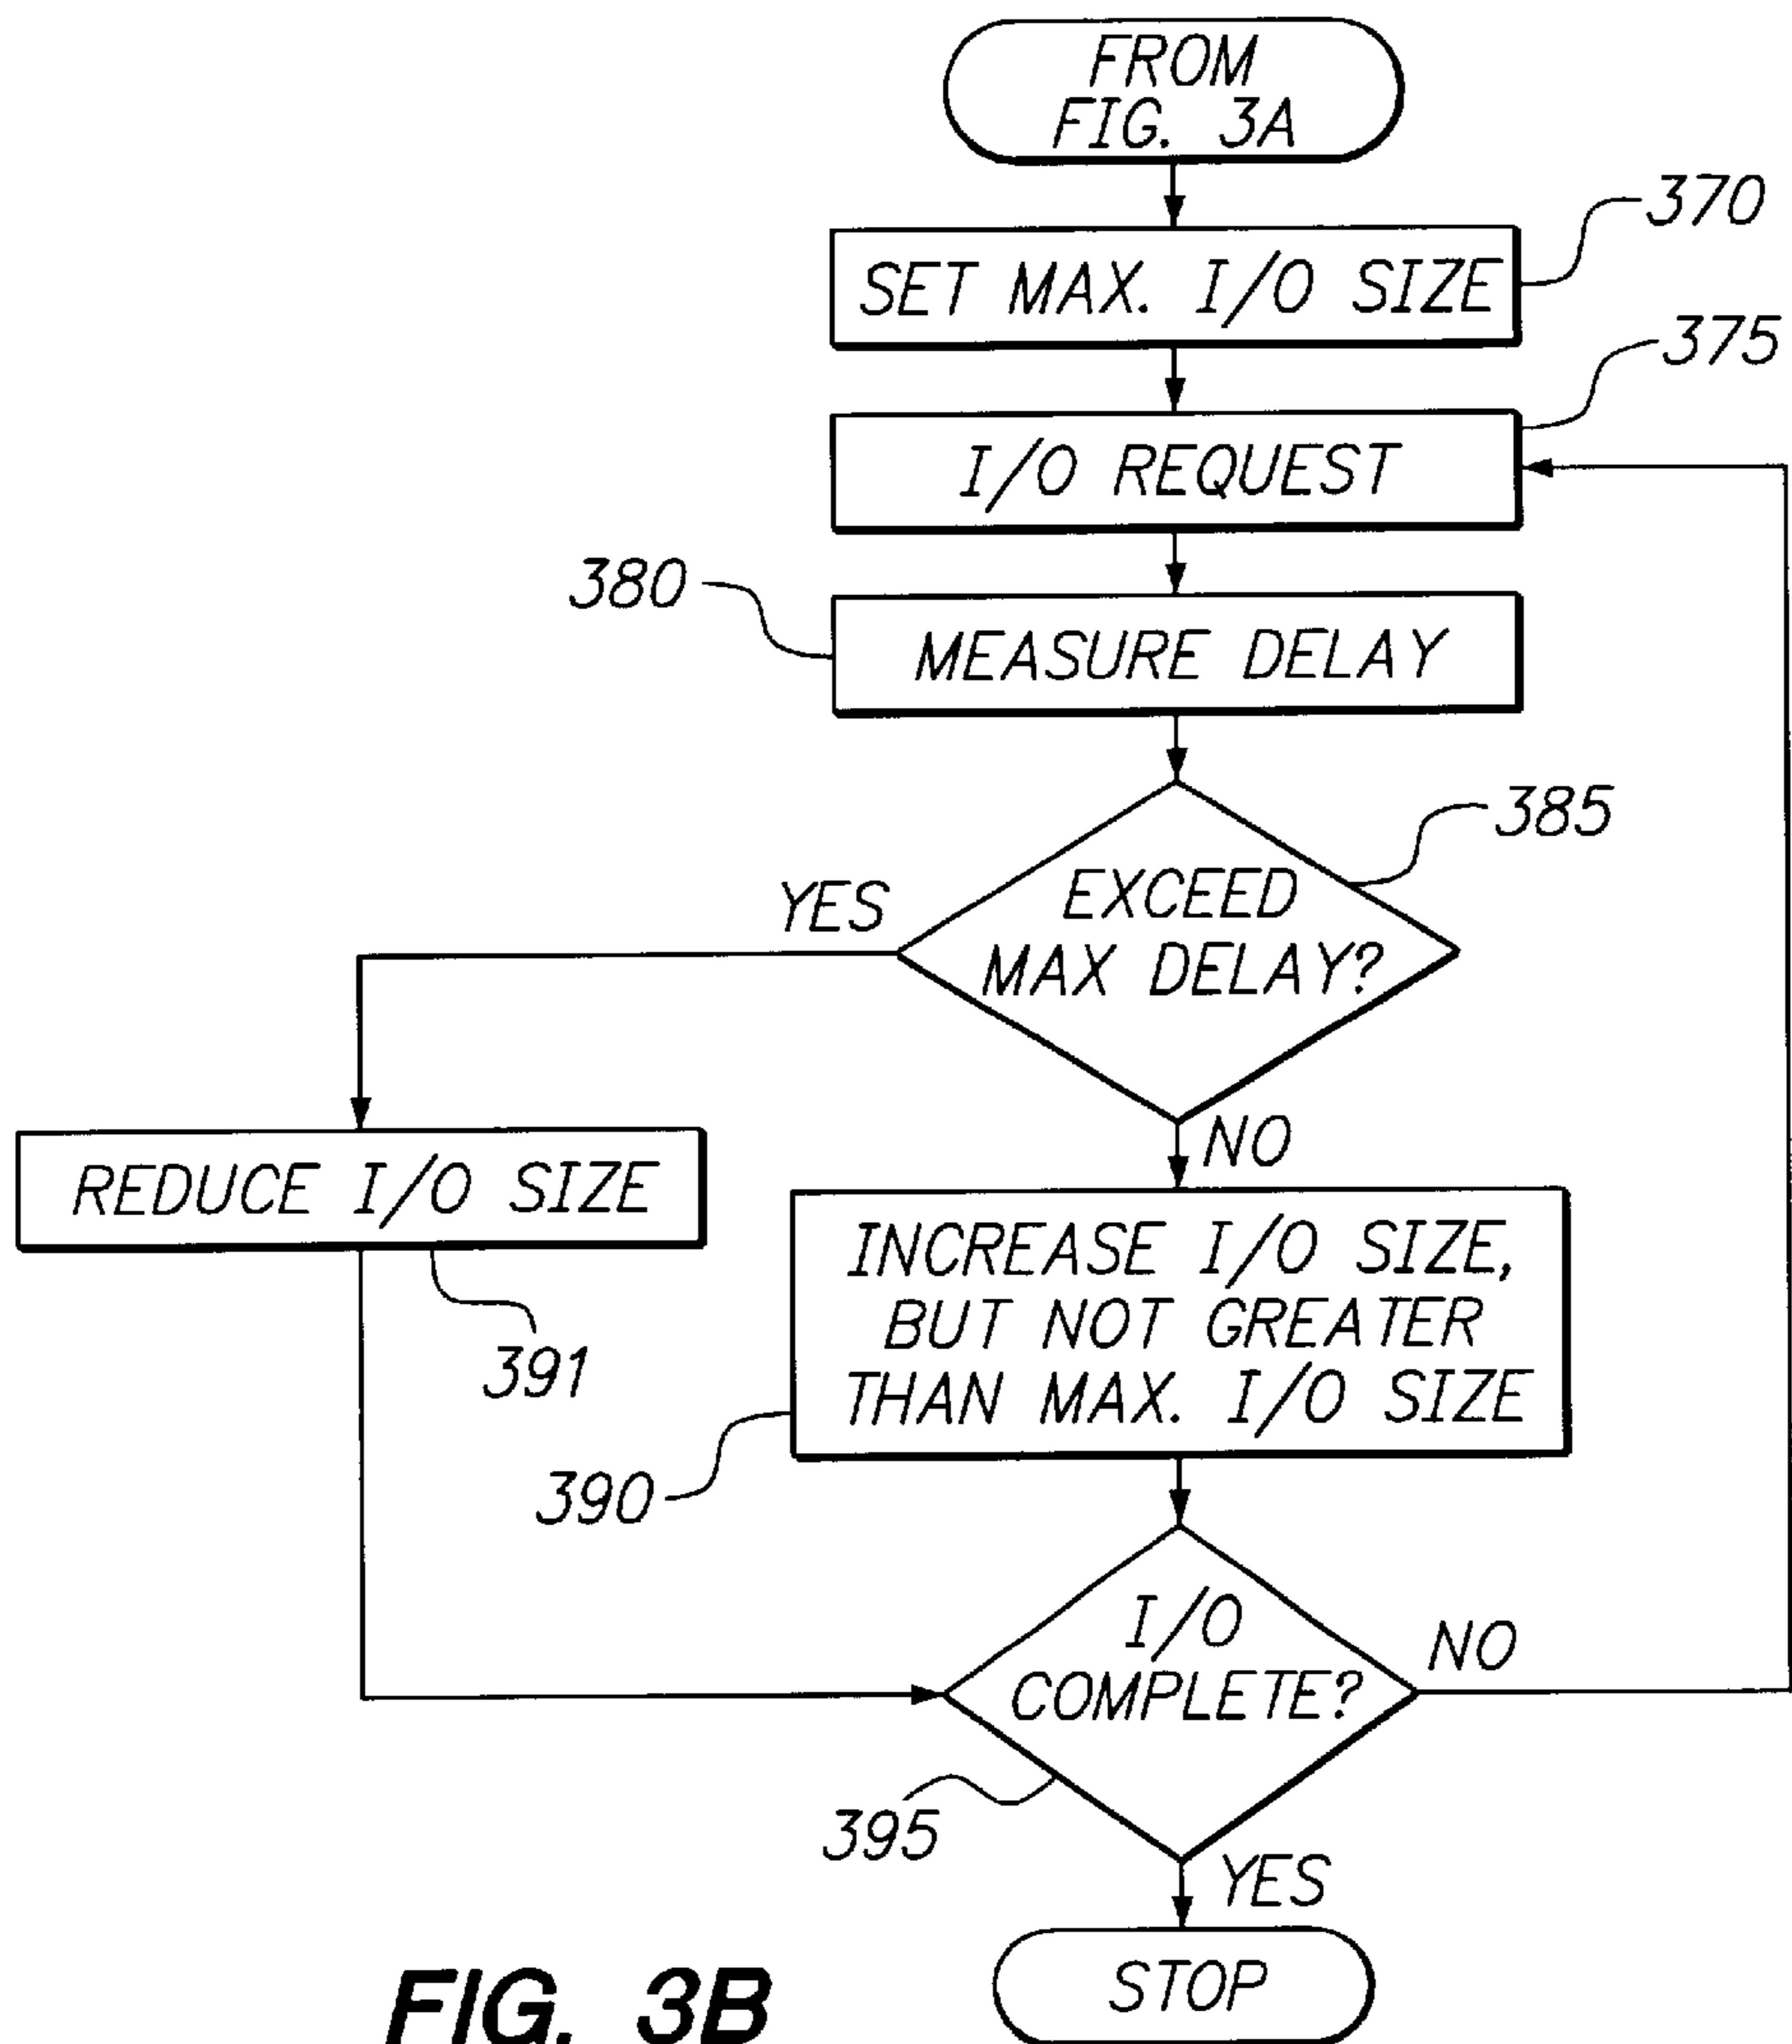 FROM
FIG. 3A
370
SET MAX. I/O SIZE
375
I/O REQUEST
380
MEASURE DELAY
385
EXCEED
MAX DELAY?
YES
NO
REDUCE I/O SIZE
391
INCREASE I/O SIZE,
BUT NOT GREATER
THAN MAX. I/O SIZE
390
I/O
COMPLETE?
NO
395
YES
STOP
FIG. 3B